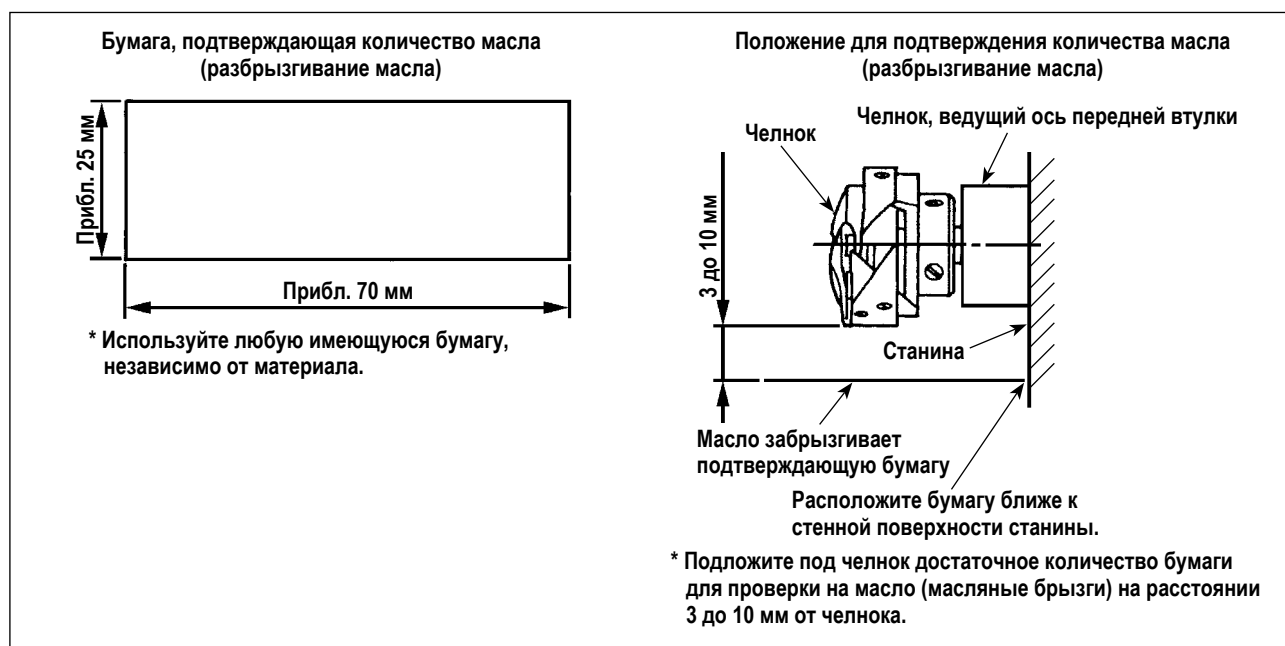 Бумага, подтверждающая количество масла
(разбрызгивание масла)
Прибл. 25 мм
Прибл. 70 мм
* Используйте любую имеющуюся бумагу,
независимо от материала.
Положение для подтверждения количества масла
(разбрызгивание масла)
Челнок, ведущий ось передней втулки
Челнок
3 до 10 мм
Станина
Масло забрызгивает
подтверждающую бумагу
Расположите бумагу ближе к
стенной поверхности станины.
* Подложите под челнок достаточное количество бумаги
для проверки на масло (масляные брызги) на расстоянии
3 до 10 мм от челнока.